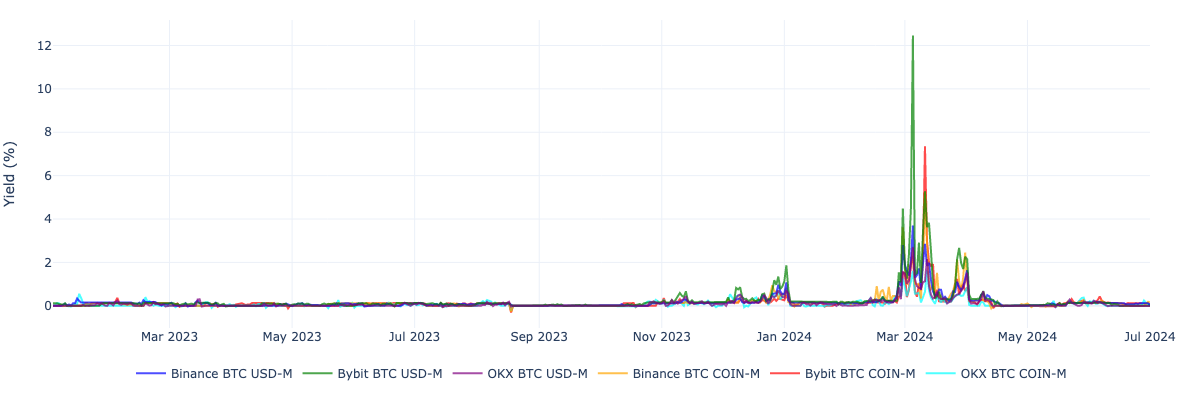 Yield (%)
12
10
8
6
4
2
0
Mar 2023 May 2023 Jul 2023 Sep 2023 Nov 2023 Jan 2024 Mar 2024 May 2024 Jul 2024
Binance BTC USD-M Bybit BTC USD-M OKX BTC USD-M Binance BTC COIN-M Bybit BTC COIN-M OKX BTC COIN-M